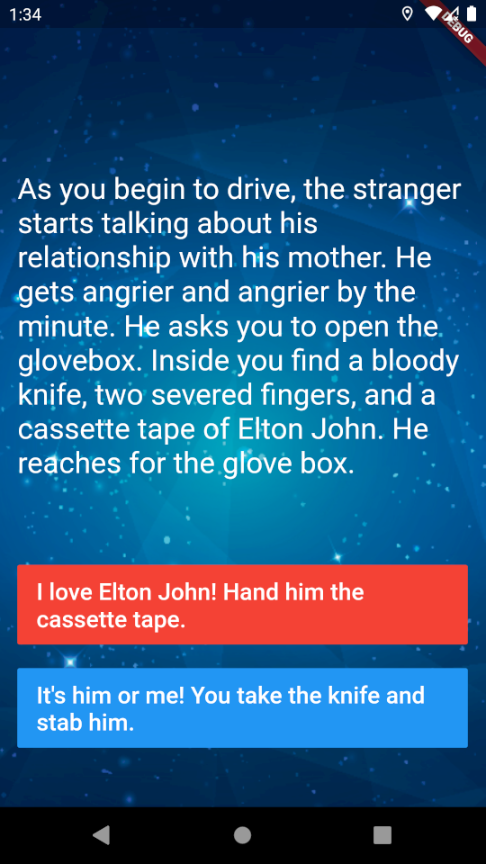 1:34
DEBUG
As you begin to drive, the stranger
starts talking about his
relationship with his mother. He
gets angrier and angrier by the
minute. He asks you to open the
glovebox. Inside you find a bloody
knife, two severed fingers, and a
cassette tape of Elton John. He
reaches for the glove box.
I love Elton John! Hand him the
cassette tape.
It's him or me! You take the knife and
stab him.